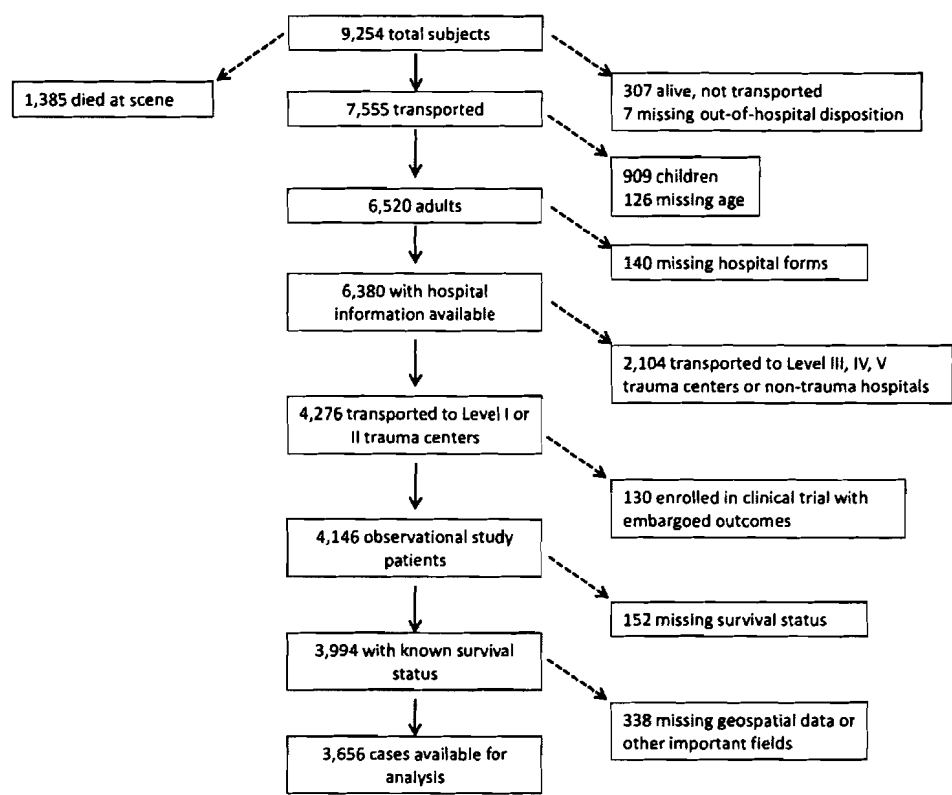 9,254 total subjects
1,385 died at scene
307 alive, not transported
7 missing out-of-hospital disposition
7,555 transported
909 children
126 missing age
6,520 adults
140 missing hospital forms
6,380 with hospital
information available
2,104 transported to Level III, IV, V
trauma centers or non-trauma hospitals
4,276 transported to Level I or
II trauma centers
130 enrolled in clinical trial with
embargoed outcomes
4,146 observational study
patients
152 missing survival status
3,994 with known survival
status
338 missing geospatial data or
other important fields
3,656 cases available for
analysis